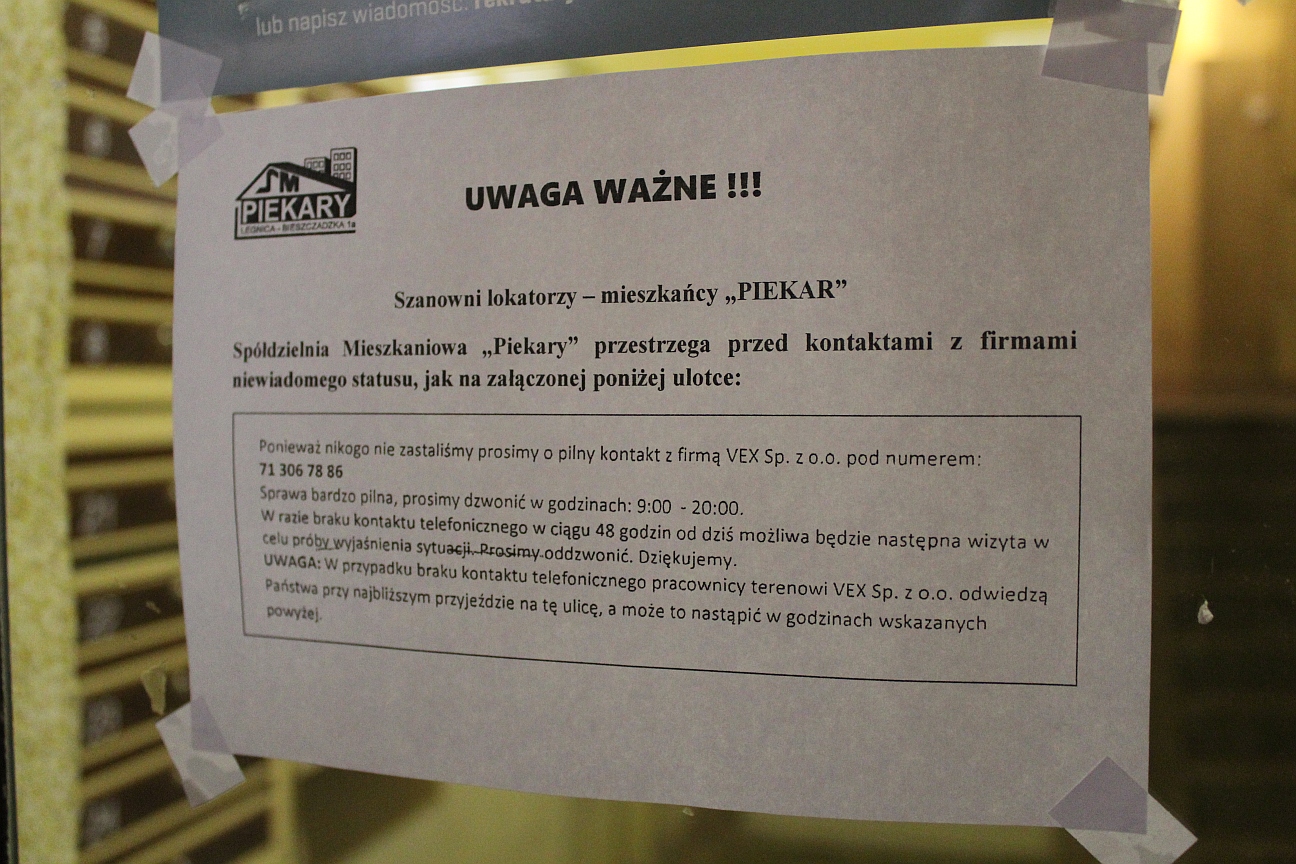 lub napisz wiadomość:
SM
PIEKARY
LEGNICA - BIESZCZADZKA 1a
UWAGA WAŻNE !!!
Szanowni lokatorzy – mieszkańcy „PIEKAR”
Spółdzielnia Mieszkaniowa „Piekary” przestrzega przed kontaktami z firmami
niewiadomego statusu, jak na załączonej poniżej ulotce:
Ponieważ nikogo nie zastaliśmy prosimy o pilny kontakt z firmą VEX Sp. z o.o. pod numerem:
71 306 78 86
Sprawa bardzo pilna, prosimy dzwonić w godzinach: 9:00 - 20:00.
W razie braku kontaktu telefonicznego w ciągu 48 godzin od dziś możliwa będzie następna wizyta w
celu próby wyjaśnienia sytuacji. Prosimy oddzwonić. Dziękujemy.
UWAGA: W przypadku braku kontaktu telefonicznego pracownicy terenowi VEX Sp. z o.o. odwiedzą
Państwa przy najbliższym przyjeździe na tę ulicę, a może to nastąpić w godzinach wskazanych
powyżej.